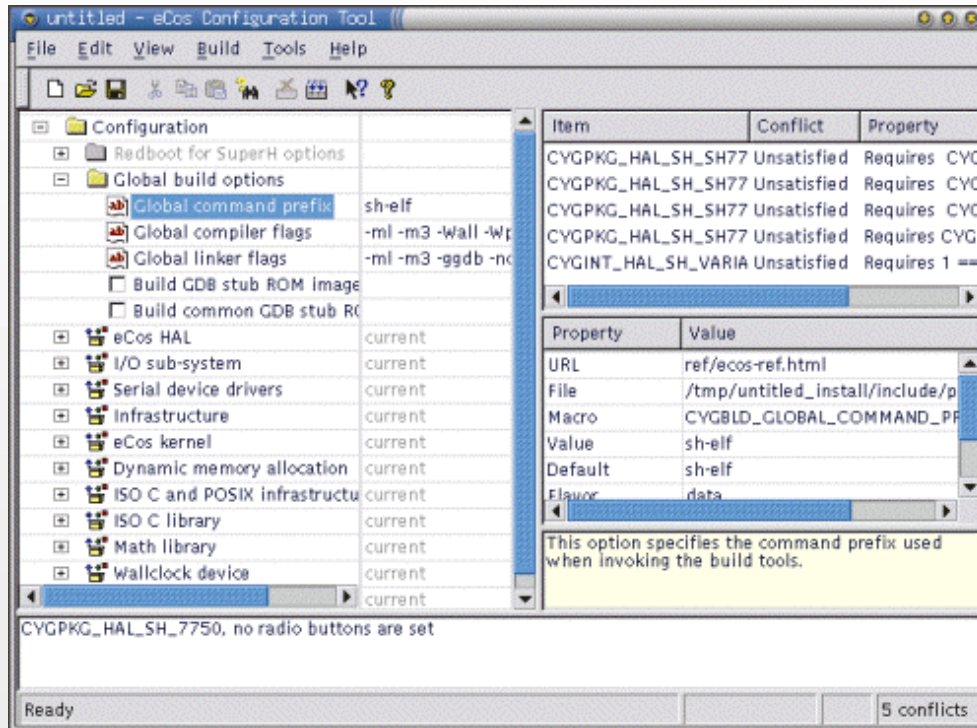 untitled - eCos Configuration Tool
File Edit View Build Tools Help
Configuration
Redboot for SuperH options
Global build options
Global command prefix sh-elf
Global compiler flags -ml -m3 -Wall -Wp
Global linker flags -ml -m3 -ggdb -no
Build GDB stub ROM image
Build common GDB stub RO
eCos HAL current
I/O sub-system current
Serial device drivers current
Infrastructure current
eCos kernel current
Dynamic memory allocation current
ISO C and POSIX infrastructu current
ISO C library current
Math library current
Wallclock device current
current
Item Conflict Property
CYGPKG_HAL_SH_SH77 Unsatisfied Requires CYG
CYGPKG_HAL_SH_SH77 Unsatisfied Requires CYG
CYGPKG_HAL_SH_SH77 Unsatisfied Requires CYG
CYGPKG_HAL_SH_SH77 Unsatisfied Requires CYG
CYGINT_HAL_SH_VARIA Unsatisfied Requires 1 ==
Property Value
URL ref/ecos-ref.html
File /tmp/untitled_install/include/p
Macro CYGBLD_GLOBAL_COMMAND_PR
Value sh-elf
Default sh-elf
Flavor data
This option specifies the command prefix used
when invoking the build tools.
CYGPKG_HAL_SH_7750, no radio buttons are set
Ready 5 conflicts